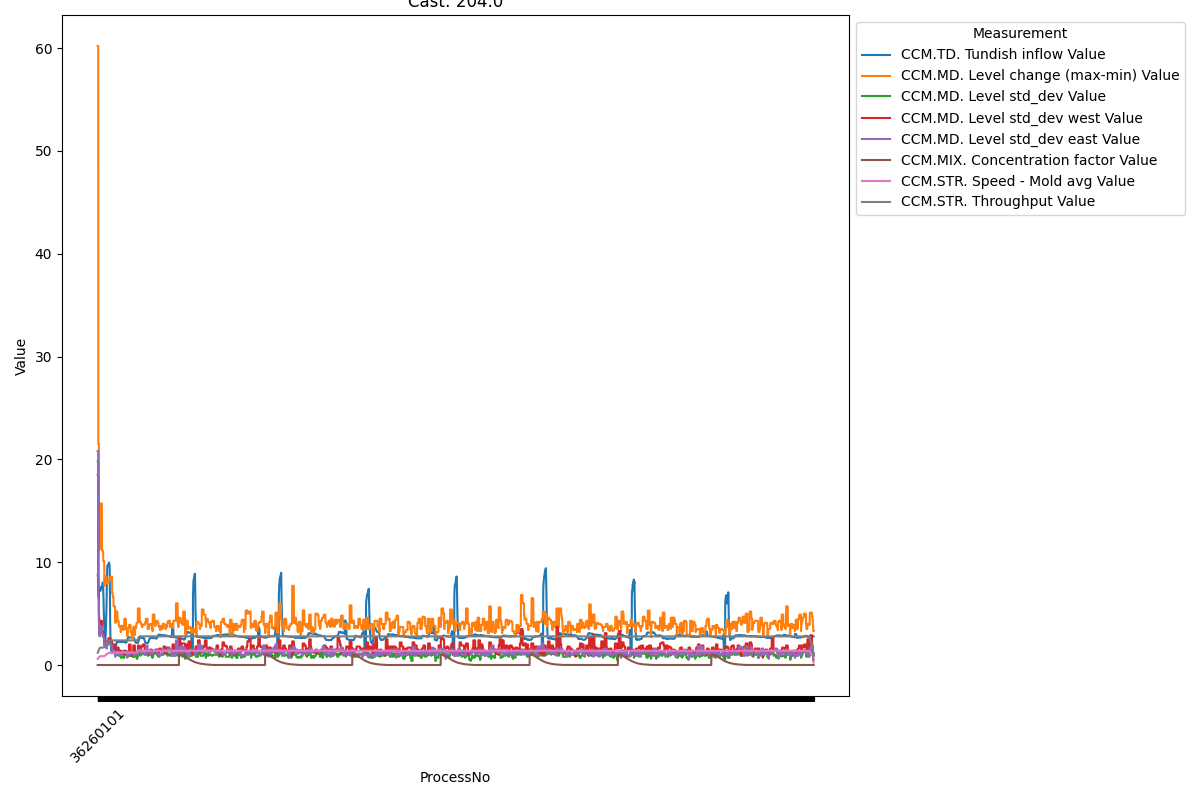 Cast: 204.0
Measurement
CCM.TD. Tundish inflow Value
CCM.MD. Level change (max-min) Value
CCM.MD. Level std_dev Value
CCM.MD. Level std_dev west Value
CCM.MD. Level std_dev east Value
CCM.MIX. Concentration factor Value
CCM.STR. Speed - Mold avg Value
CCM.STR. Throughput Value
60
50
40
30
20
10
0
Value
36260101
ProcessNo